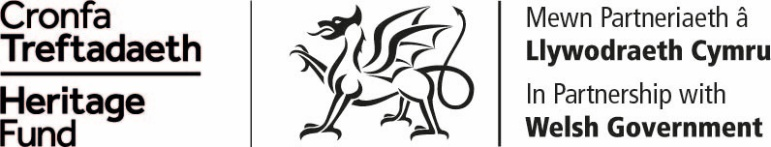 Cronfa
Treftadaeth
Heritage
Fund
Mewn Partneriaeth â
Llywodraeth Cymru
In Partnership with
Welsh Government